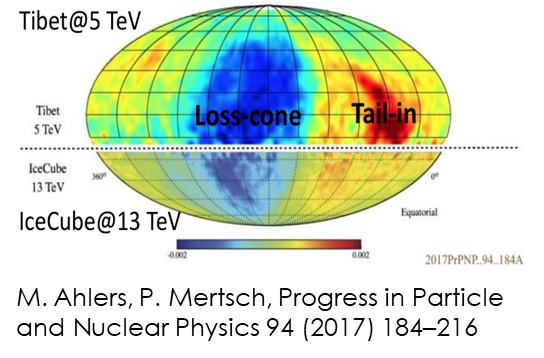 Tibet@5 TeV
Loss-cone
Tail-in
Tibet
5 TeV
IceCube
13 TeV
360°
0°
IceCube@13 TeV
Equatorial
-0.002
0.002
2017PrPNP..94..184A
M. Ahlers, P. Mertsch, Progress in Particle
and Nuclear Physics 94 (2017) 184–216